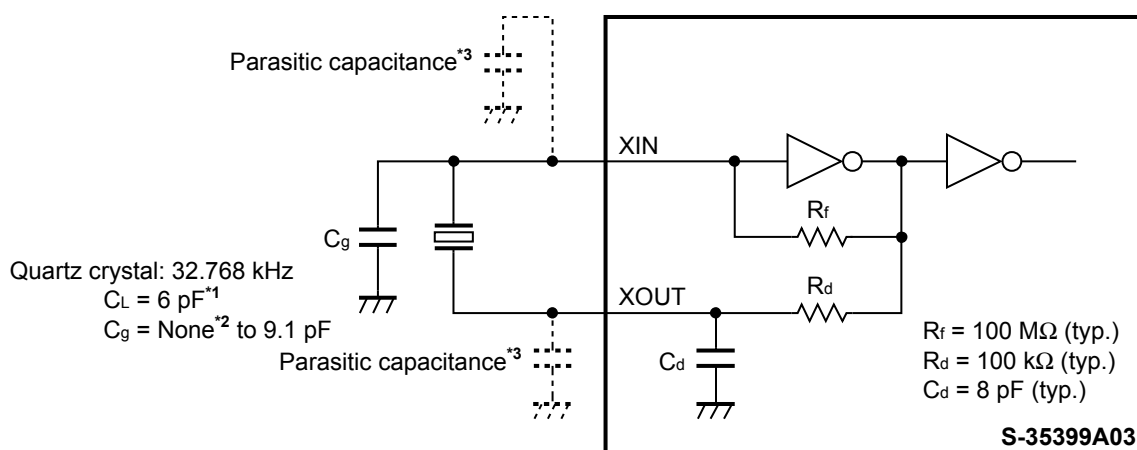 Parasitic capacitance*3
XIN
Rf
Cg
Quartz crystal: 32.768 kHz
CL = 6 pF*1
Cg = None*2 to 9.1 pF
XOUT
Rd
Parasitic capacitance*3
Cd
Rf = 100 MΩ (typ.)
Rd = 100 kΩ (typ.)
Cd = 8 pF (typ.)
S-35399A03